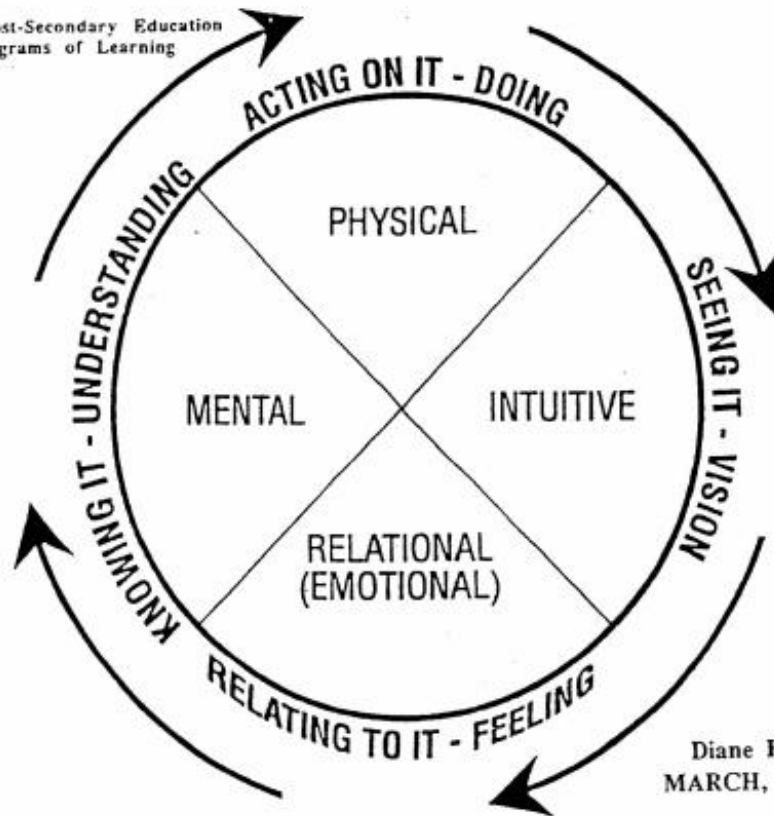 Education
of Learning
ACTING ON IT - DOING
PHYSICAL
SEEING IT - VISION
INTUITIVE
RELATIONAL
(EMOTIONAL)
RELATING TO IT - FEELING
MENTAL
KNOWING IT - UNDERSTANDING
Diane
MARCH,